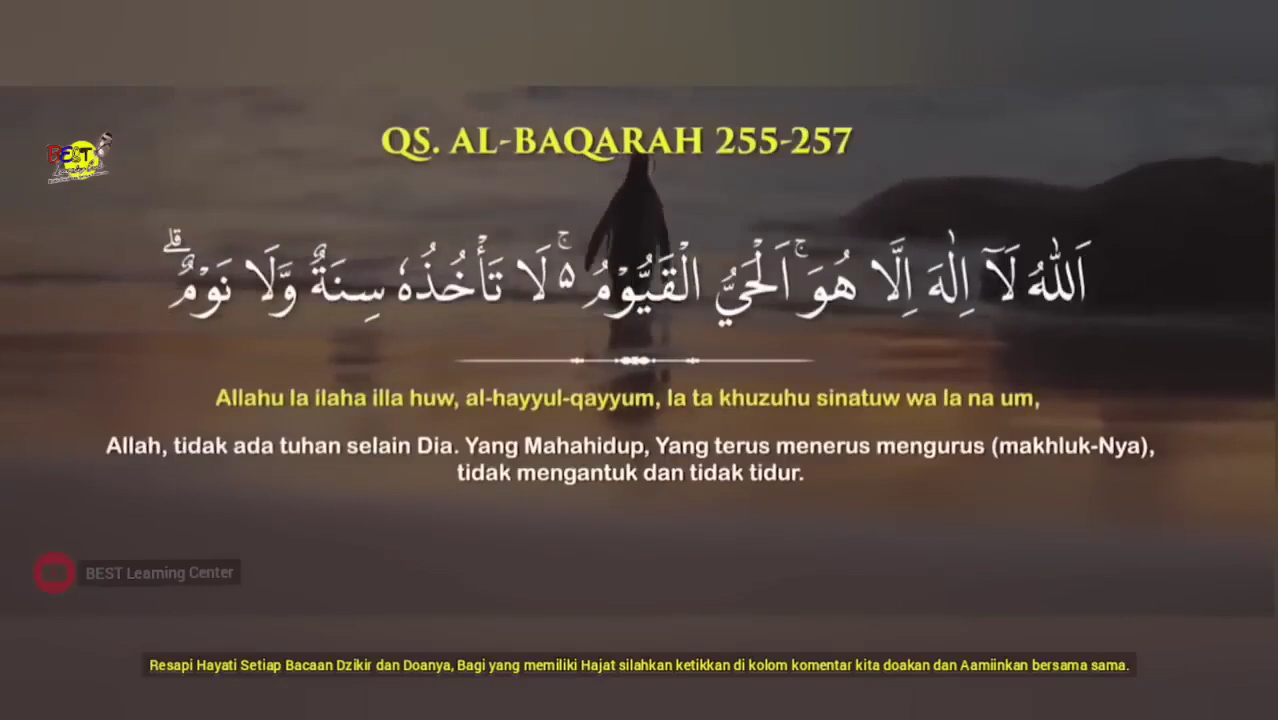 QS. AL-BAQARAH 255-257
BEST
اَللّٰهُ لَآ اِلٰهَ اِلَّا هُوَۚ اَلْحَيُّ الْقَيُّوْمُ ەۚ لَا تَأْخُذُهٗ سِنَةٌ وَّلَا نَوْمٌۗ
Allahu la ilaha illa huw, al-hayyul-qayyum, la ta khuzuhu sinatuw wa la na um,
Allah, tidak ada tuhan selain Dia. Yang Mahahidup, Yang terus menerus mengurus (makhluk-Nya),
tidak mengantuk dan tidak tidur.
BEST Learning Center
Resapi Hayati Setiap Bacaan Dzikir dan Doanya, Bagi yang memiliki Hajat silahkan ketikkan di kolom komentar kita doakan dan Aamiinkan bersama sama.